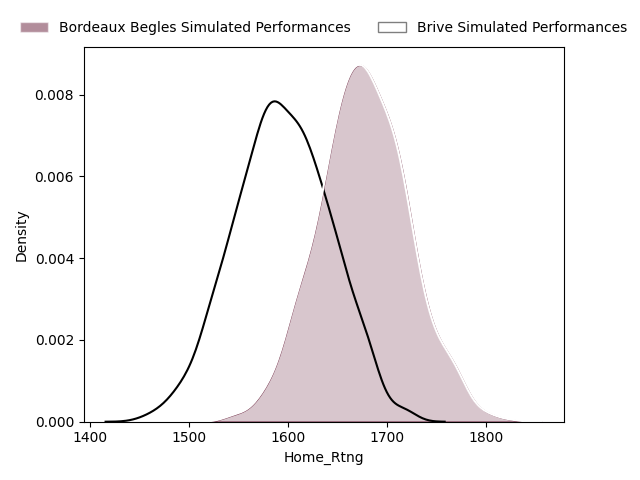 Bordeaux Begles Simulated Performances Brive Simulated Performances
0.008
0.006
0.004
0.002
0.000
Density
1400 1500 1600 1700 1800
Home_Rtng